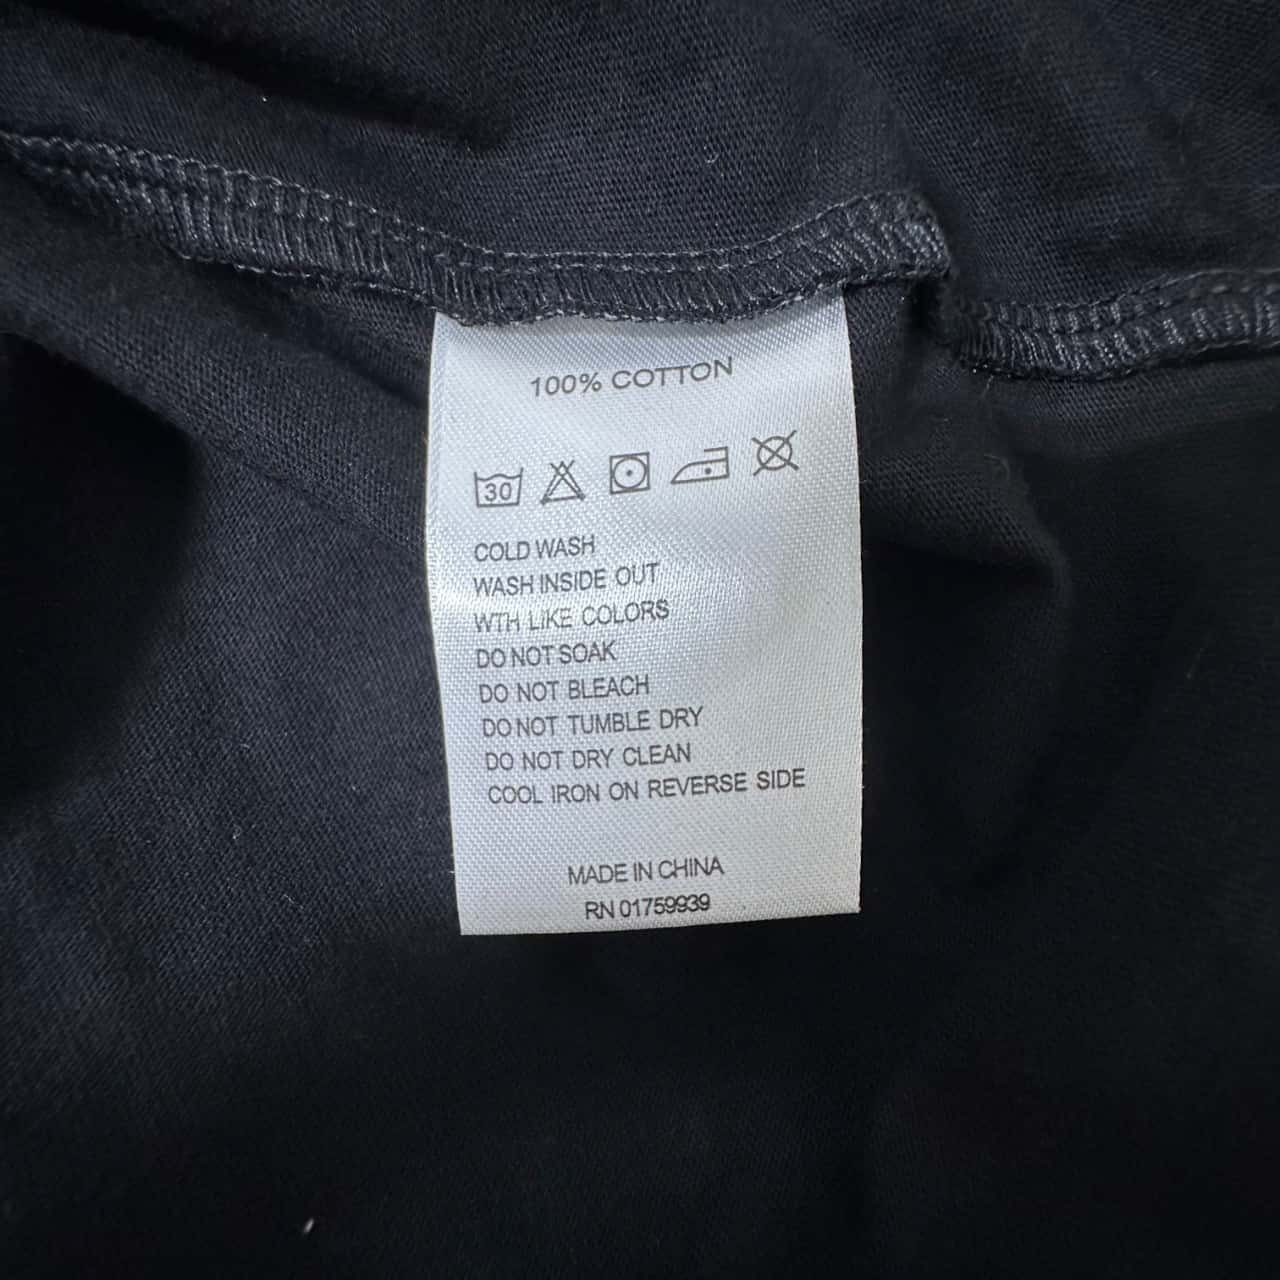 100% COTTON
30
COLD WASH
WASH INSIDE OUT
WTH LIKE COLORS
DO NOT SOAK
DO NOT BLEACH
DO NOT TUMBLE DRY
DO NOT DRY CLEAN
COOL IRON ON REVERSE SIDE
MADE IN CHINA
RN 01759939